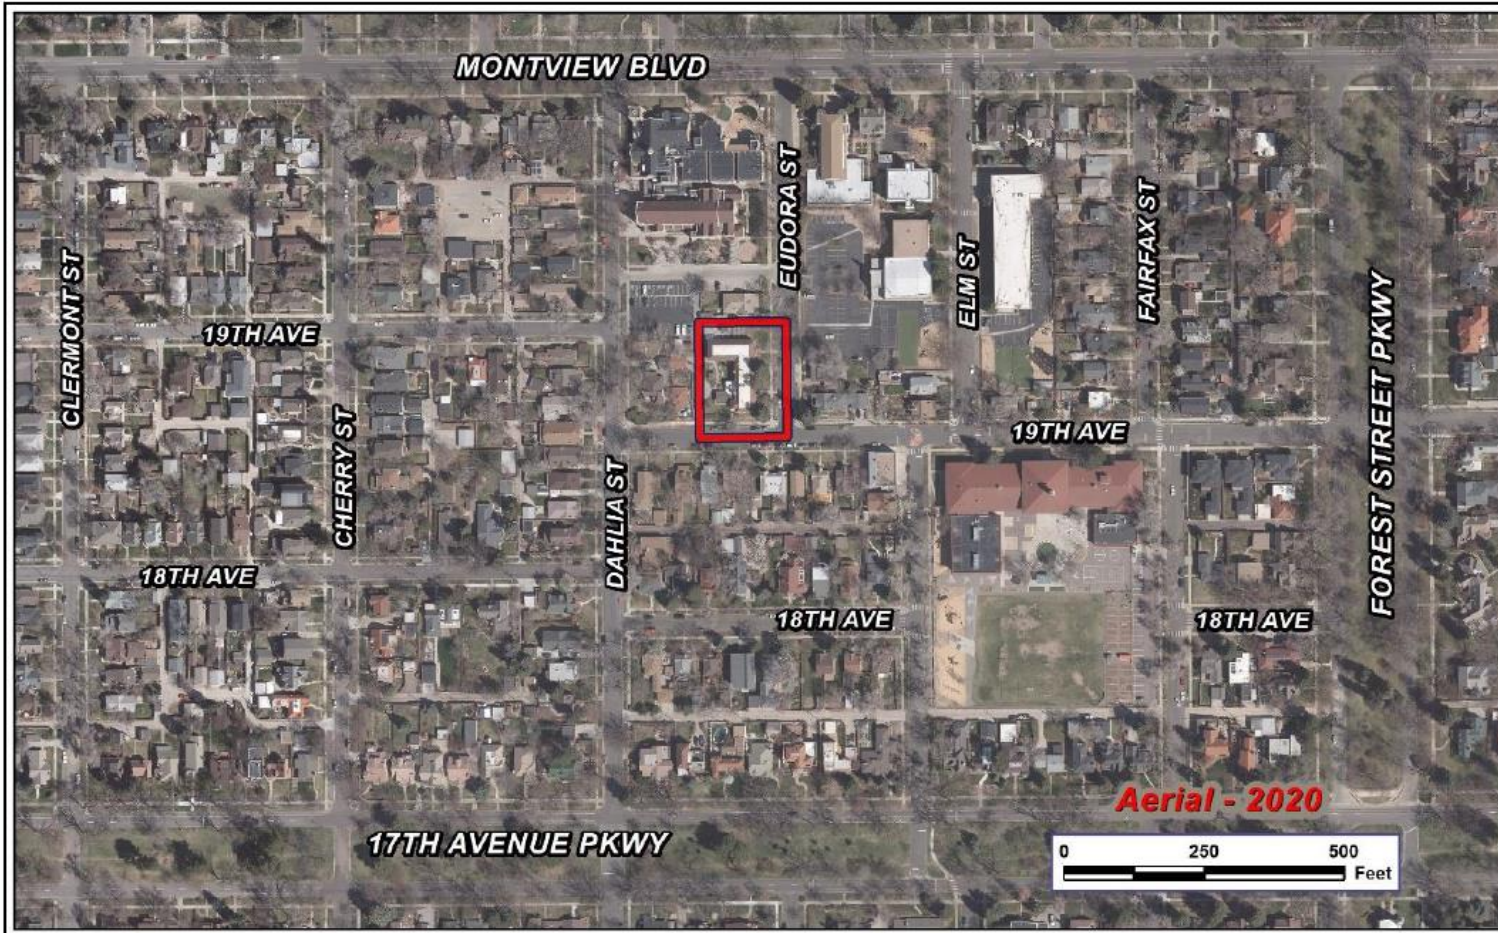 MONTVIEW BLVD
EUDORA ST
CLERMONT ST
19TH AVE
ELM ST
FAIRFAX ST
FOREST STREET PKWY
CHERRY ST
DAHLIA ST
19TH AVE
18TH AVE
18TH AVE
18TH AVE
Aerial - 2020
17TH AVENUE PKWY
0 250 500
Feet